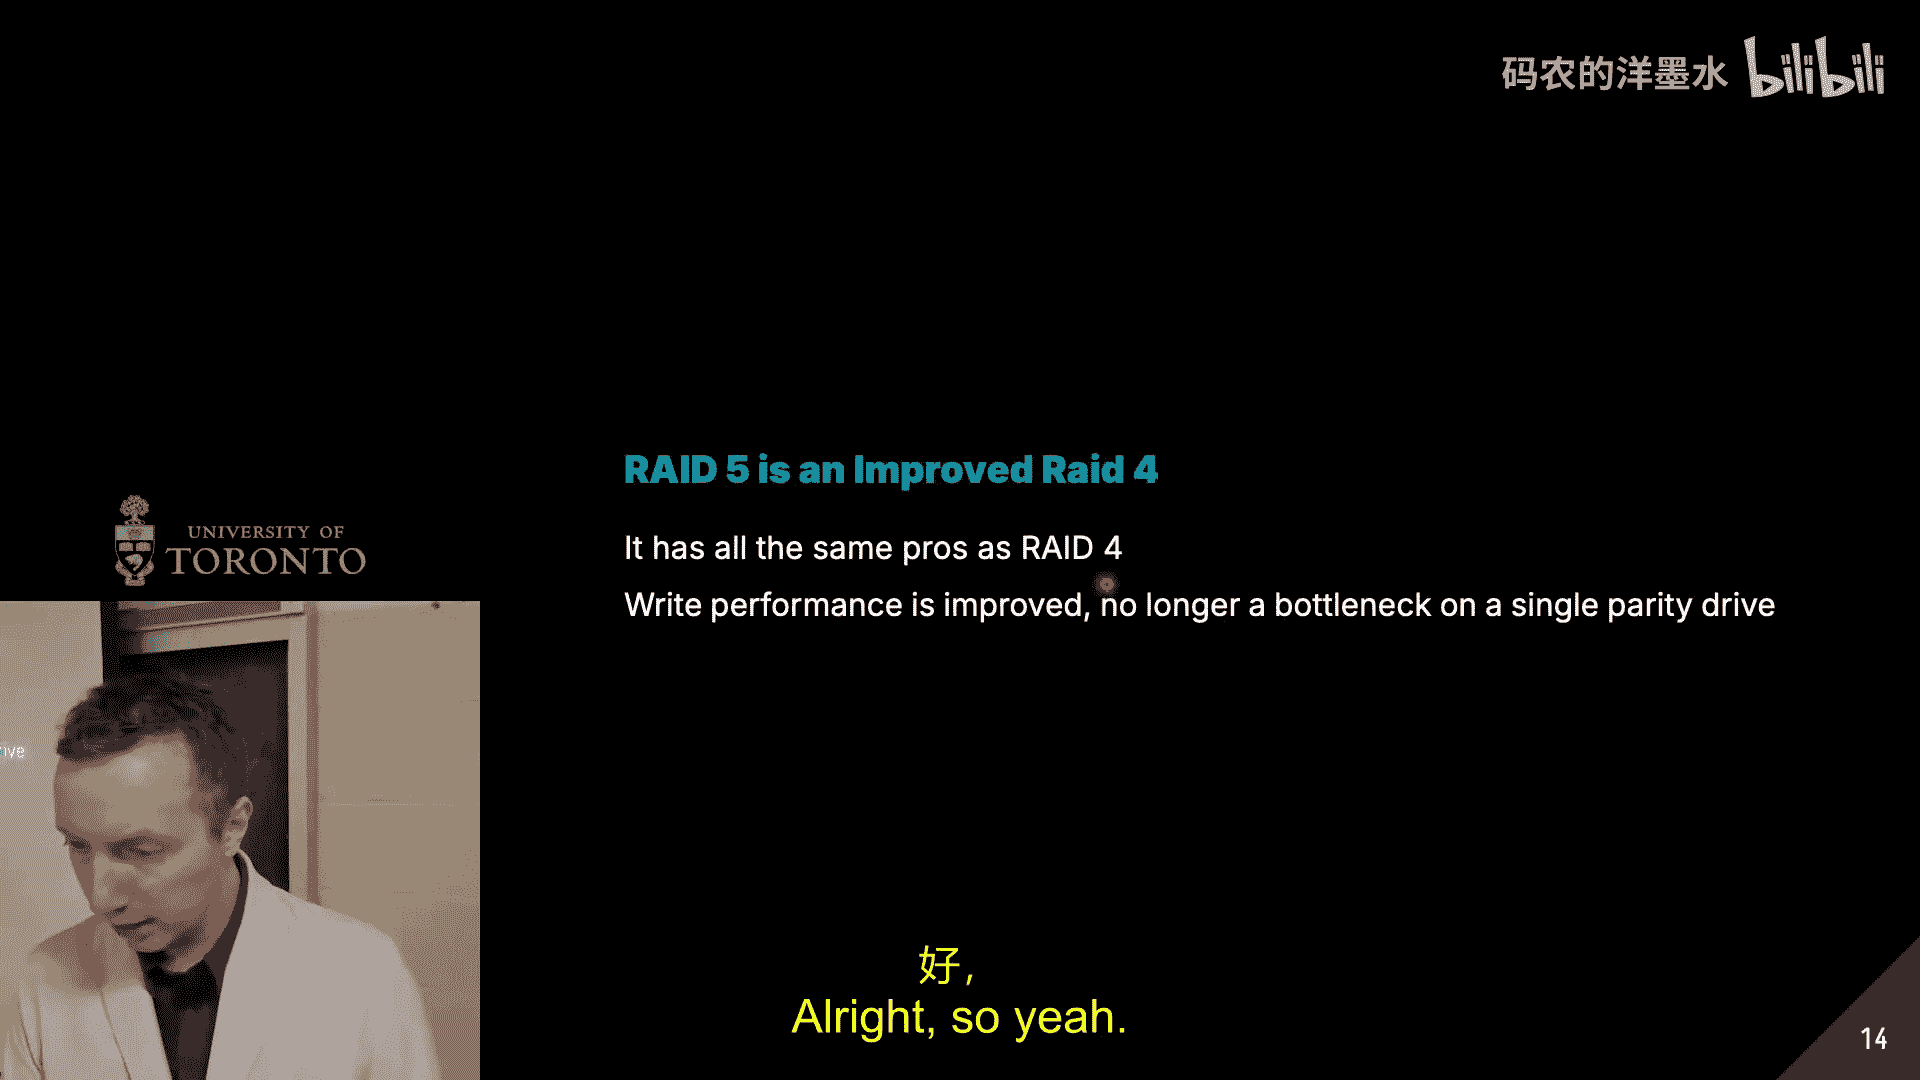 码农的洋墨水 bilibili
RAID 5 is an Improved Raid 4
It has all the same pros as RAID 4
Write performance is improved, no longer a bottleneck on a single parity drive
UNIVERSITY OF
TORONTO
ive
好,
Alright, so yeah.
14